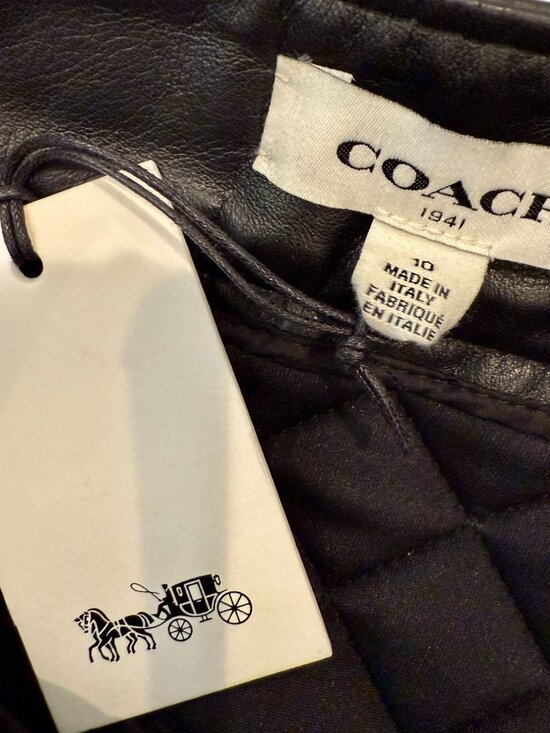 COACH
1941
10
MADE IN
ITALY
FABRIQUÉ
EN ITALIE